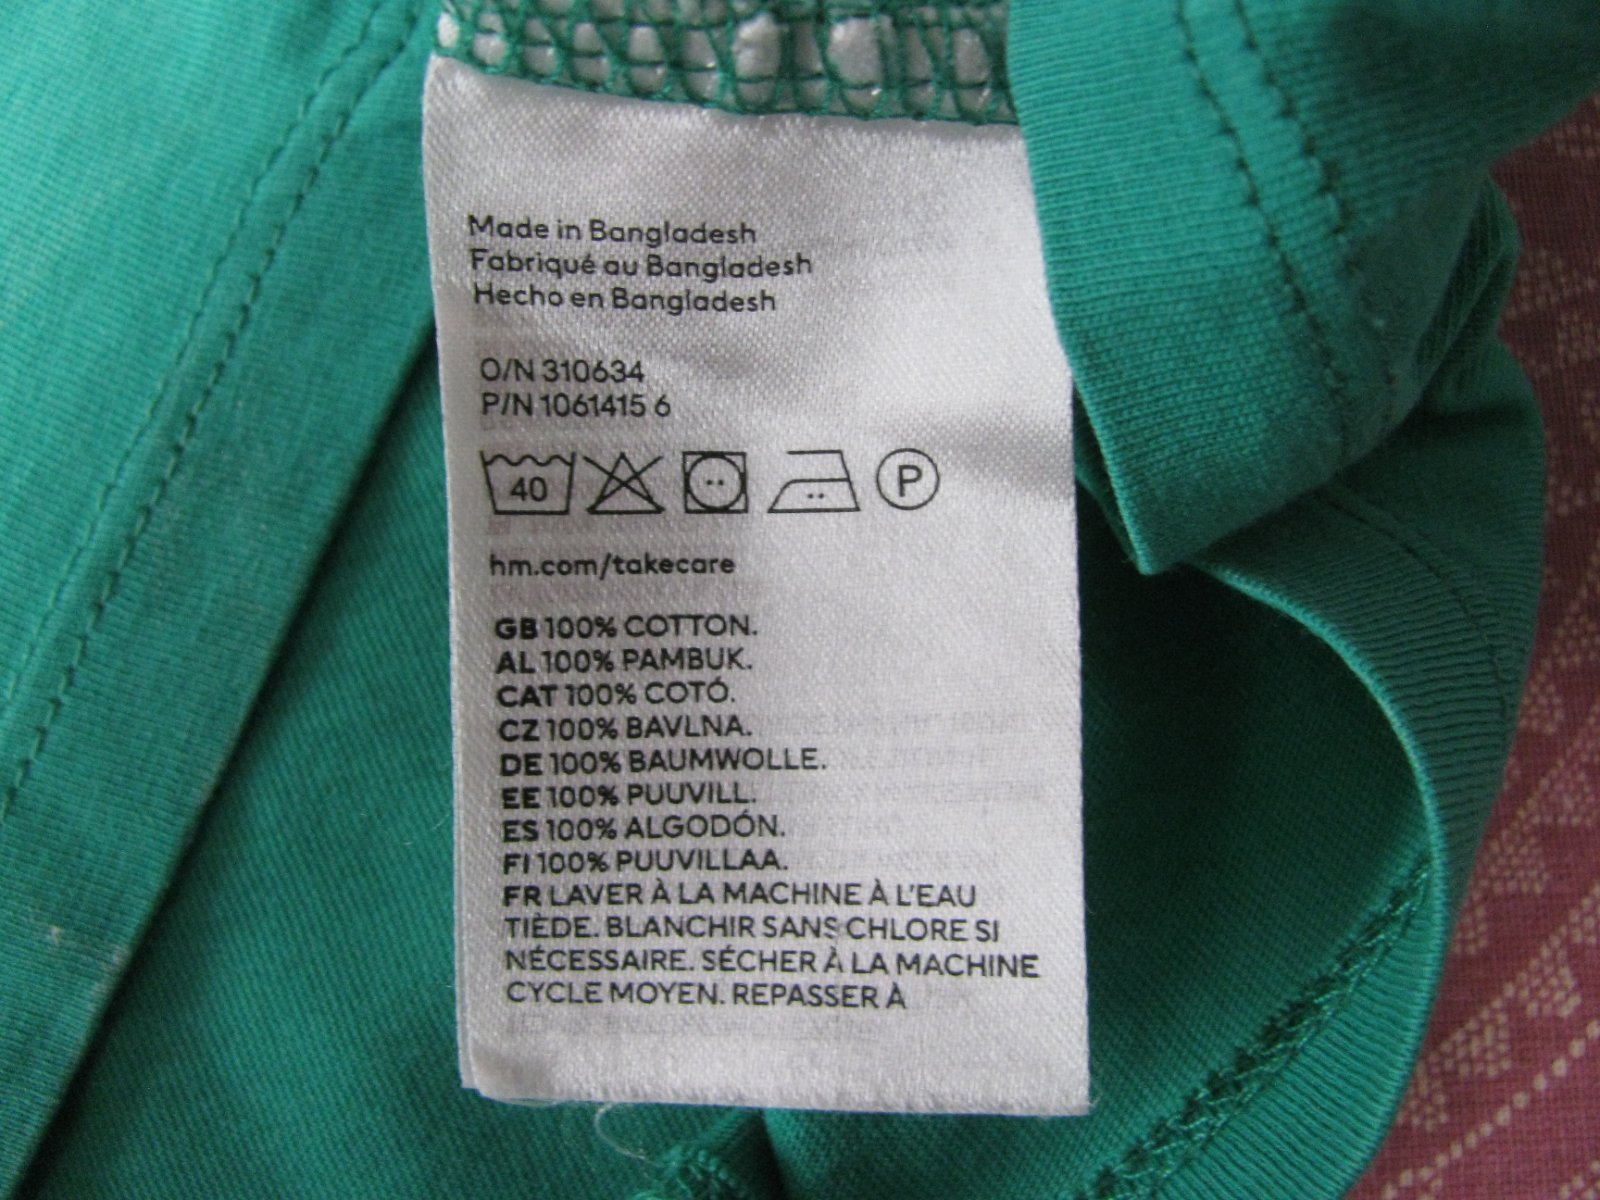 Made in Bangladesh
Fabriqué au Bangladesh
Hecho en Bangladesh
O/N 310634
P/N 1061415 6
40 P
hm.com/takecare
GB 100% COTTON.
AL 100% PAMBUK.
CAT 100% COTÓ.
CZ 100% BAVLNA.
DE 100% BAUMWOLLE.
EE 100% PUUVILL.
ES 100% ALGODÓN.
FI 100% PUUVILLAA.
FR LAVER À LA MACHINE À L'EAU
TIÈDE. BLANCHIR SANS CHLORE SI
NÉCESSAIRE. SÉCHER À LA MACHINE
CYCLE MOYEN. REPASSER À